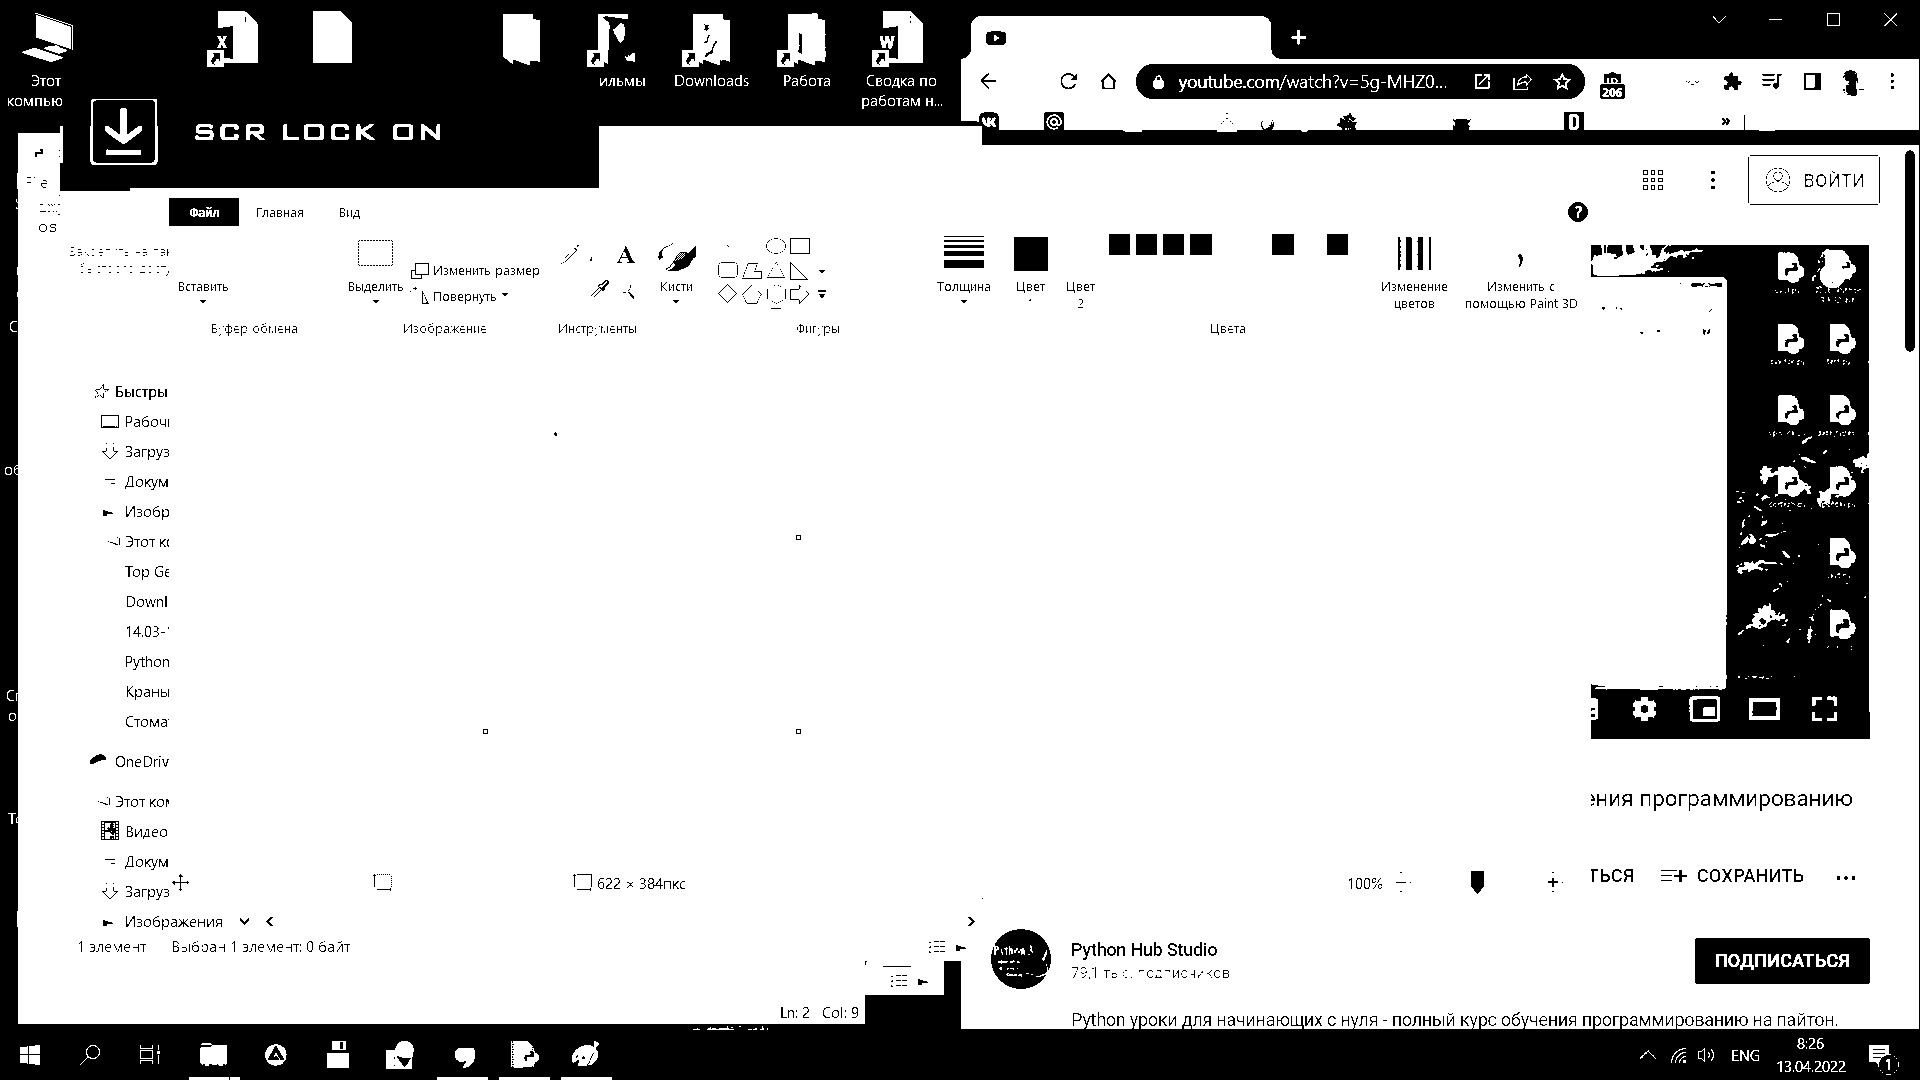 Этот
компью
ильмы
Downloads
Работа
Сводка по
работам н...
SCR LOCK ON
youtube.com/watch?v=5g-MHZ0...
206
»
ВОЙТИ
File
os
Файл
Главная
Вид
Вставить
Буфер обмена
Выделить
Изменить размер
Повернуть
Изображение
Инструменты
Кисти
Фигуры
Толщина
Цвет
Цвет
2
Цвета
Изменение
цветов
Изменить с
помощью Paint 3D
Быстры
Рабочи
Загруз
Докум
Изобр
Этот к
Top Ge
Downl
14.03-
Python
Краны
Стома
OneDriv
Этот ком
Видео
Докум
Загруз
Изображения
622 × 384пкс
100%
1 элемент
Выбран 1 элемент: 0 байт
Ln: 2 Col: 9
ения программированию
ТЬСЯ
СОХРАНИТЬ
Python Hub Studio
79,1 тыс. подписчиков
ПОДПИСАТЬСЯ
Python уроки для начинающих с нуля - полный курс обучения программированию на пайтон.
ENG
8:26
13.04.2022
1